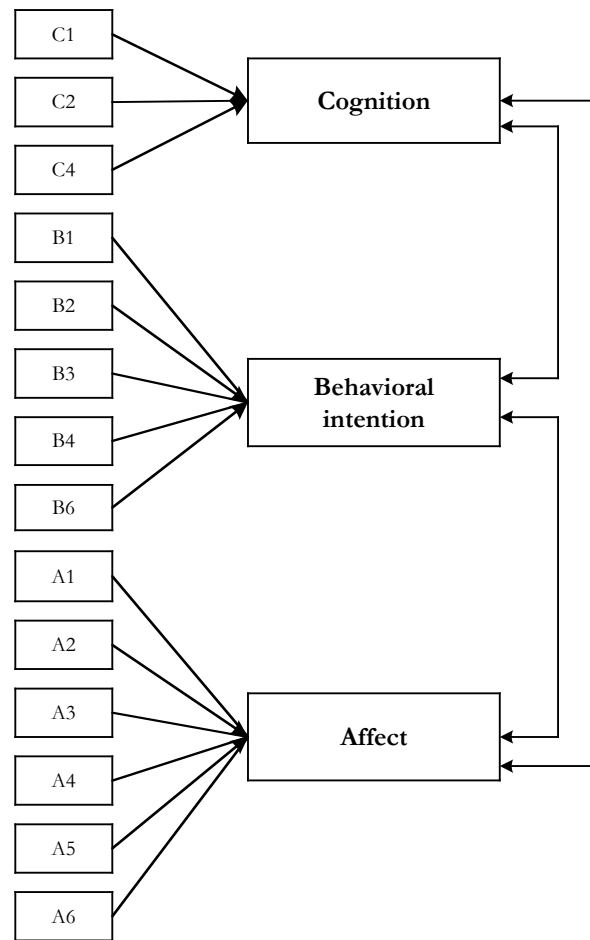 C1
C2
C4
B1
B2
B3
B4
B6
A1
A2
A3
A4
A5
A6
Cognition
Behavioral
intention
Affect